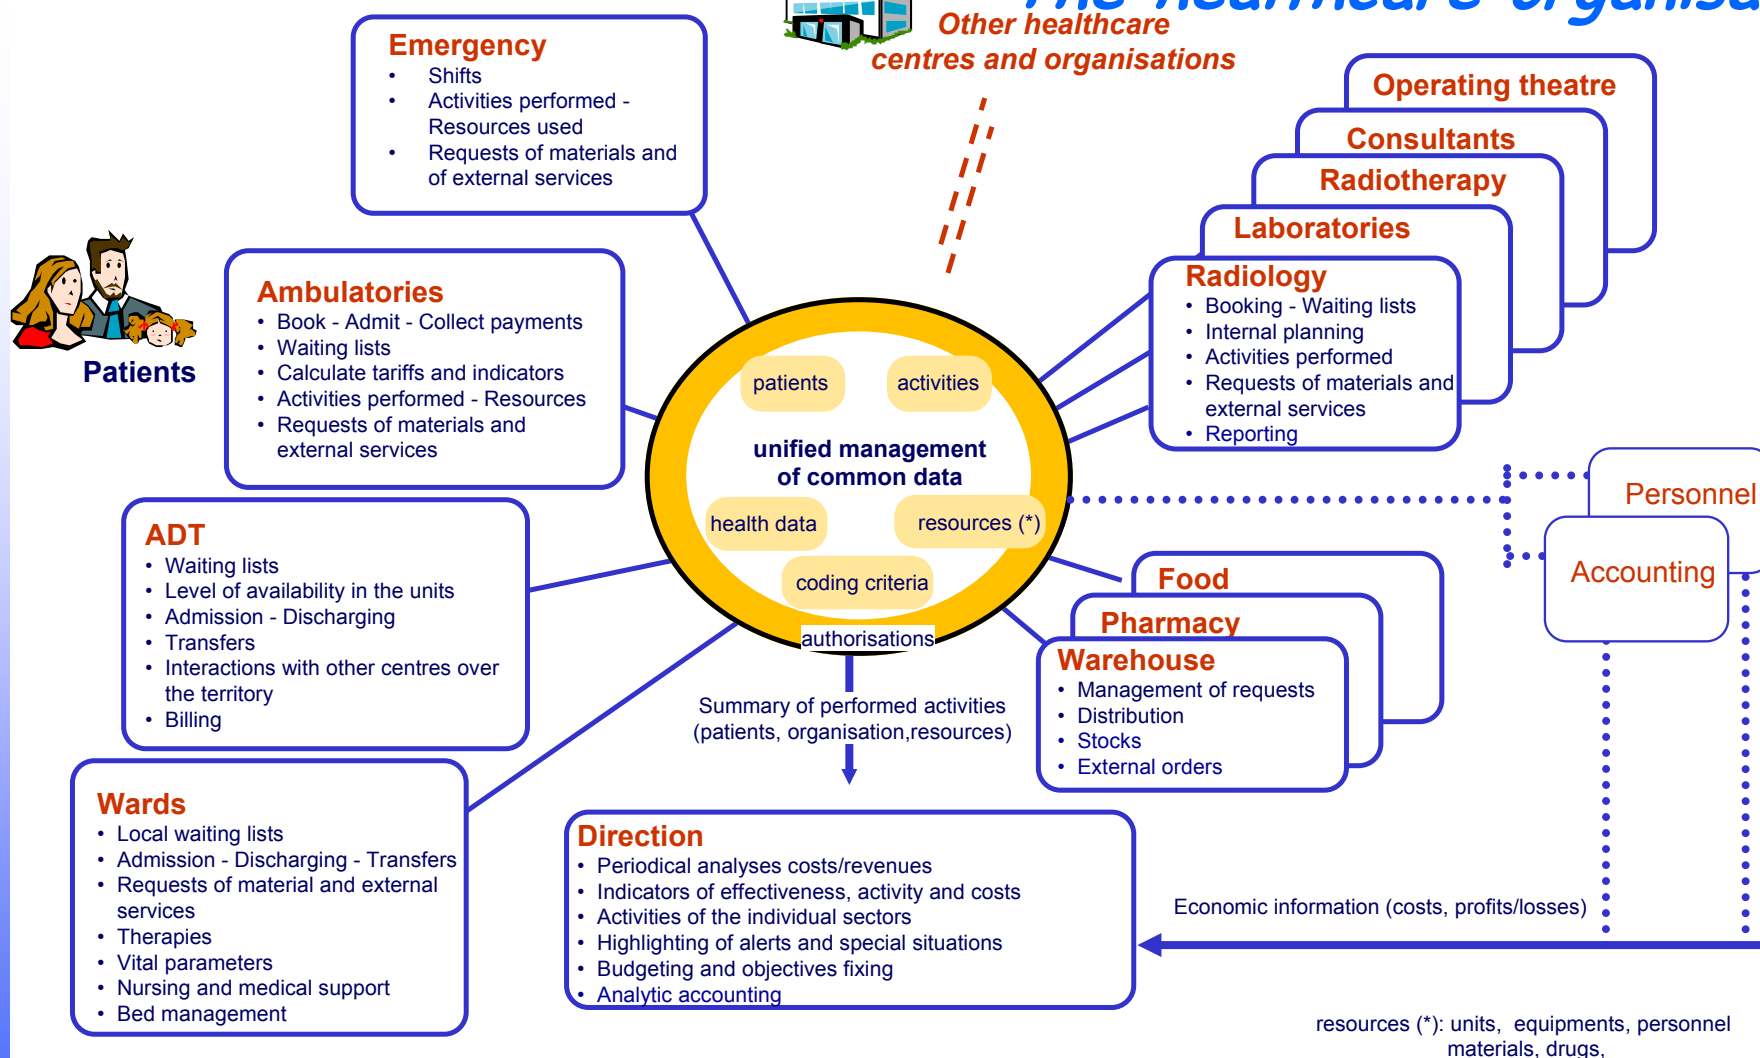 The healthcare
Other healthcare
centres and organisations
Emergency
• Shifts
• Activities performed -
Resources used
• Requests of materials and
of external services
Patients
Ambulatories
• Book - Admit - Collect payments
• Waiting lists
• Calculate tariffs and indicators
• Activities performed - Resources
• Requests of materials and
external services
ADT
• Waiting lists
• Level of availability in the units
• Admission - Discharging
• Transfers
• Interactions with other centres over
the territory
• Billing
Wards
• Local waiting lists
• Admission - Discharging - Transfers
• Requests of material and external
services
• Therapies
• Vital parameters
• Nursing and medical support
• Bed management
patients
activities
unified management
of common data
health data
resources (*)
coding criteria
authorisations
Summary of performed activities
(patients, organisation,resources)
Direction
• Periodical analyses costs/revenues
• Indicators of effectiveness, activity and costs
• Activities of the individual sectors
• Highlighting of alerts and special situations
• Budgeting and objectives fixing
• Analytic accounting
Operating theatre
Consultants
Radiotherapy
Laboratories
Radiology
• Booking - Waiting lists
• Internal planning
• Activities performed
• Requests of materials and
external services
• Reporting
Personnel
Accounting
Food
Pharmacy
Warehouse
• Management of requests
• Distribution
• Stocks
• External orders
Economic information (costs, profits/losses)
resources (*): units, equipments, personnel
materials, drugs,